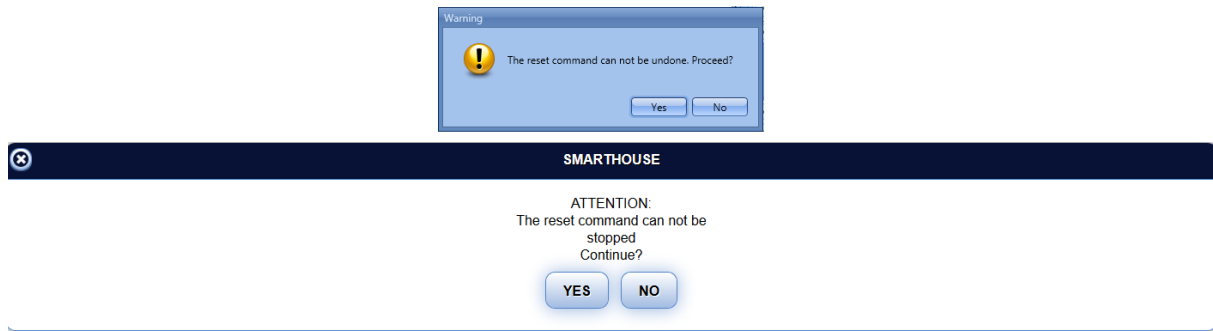 Warning
The reset command can not be undone. Proceed?
Yes No
SMARTHOUSE
ATTENTION:
The reset command can not be
stopped
Continue?
YES NO